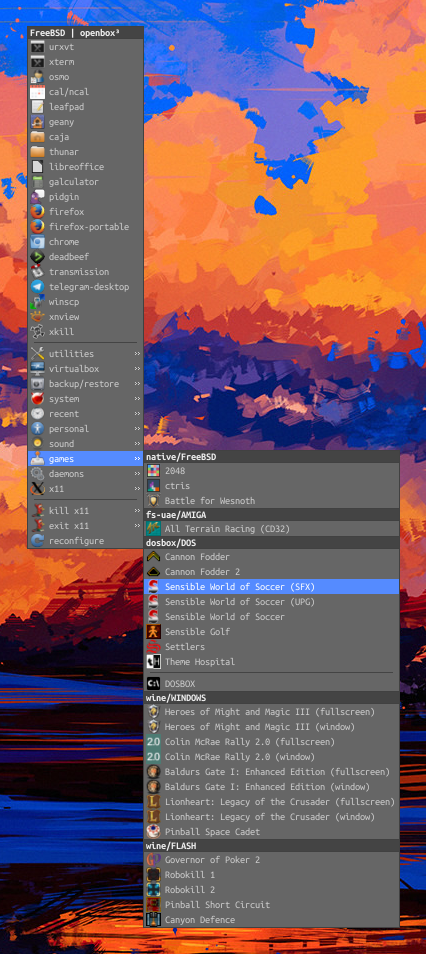 FreeBSD | openbox³
urxvt
xterm
osmo
cal/ncal
leafpad
geany
caja
thunar
libreoffice
galculator
pidgin
firefox
firefox-portable
chrome
deadbeef
transmission
telegram-desktop
winscp
xnview
xkill
utilities ››
virtualbox ››
backup/restore ››
system ››
recent ››
personal ››
sound ››
games ››
daemons ››
x11 ››
kill x11 ››
exit x11 ››
reconfigure
native/FreeBSD
2048
ctris
Battle for Wesnoth
fs-uae/AMIGA
All Terrain Racing (CD32)
dosbox/DOS
Cannon Fodder
Cannon Fodder 2
Sensible World of Soccer (SFX)
Sensible World of Soccer (UPG)
Sensible World of Soccer
Sensible Golf
Settlers
Theme Hospital
C:\ DOSBOX
wine/WINDOWS
Heroes of Might and Magic III (fullscreen)
Heroes of Might and Magic III (window)
2.0 Colin McRae Rally 2.0 (fullscreen)
2.0 Colin McRae Rally 2.0 (window)
Baldurs Gate I: Enhanced Edition (fullscreen)
Baldurs Gate I: Enhanced Edition (window)
Lionheart: Legacy of the Crusader (fullscreen)
Lionheart: Legacy of the Crusader (window)
Pinball Space Cadet
wine/FLASH
Governor of Poker 2
Robokill 1
Robokill 2
Pinball Short Circuit
Canyon Defence